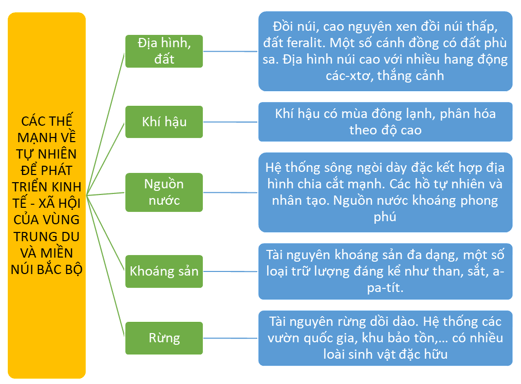 CÁC THẾ
MẠNH VỀ
TỰ NHIÊN
ĐỂ PHÁT
TRIỂN KINH
TẾ - XÃ HỘI
CỦA VÙNG
TRUNG DU
VÀ MIỀN
NÚI BẮC BỘ
Địa hình,
đất
Đồi núi, cao nguyên xen đồi núi thấp,
đất feralit. Một số cánh đồng có đất phù
sa. Địa hình núi cao với nhiều hang động
các-xtơ, thắng cảnh
Khí hậu
Khí hậu có mùa đông lạnh, phân hóa
theo độ cao
Nguồn
nước
Hệ thống sông ngòi dày đặc kết hợp địa
hình chia cắt mạnh. Các hồ tự nhiên và
nhân tạo. Nguồn nước khoáng phong
phú
Khoáng sản
Tài nguyên khoáng sản đa dạng, một số
loại trữ lượng đáng kể như than, sắt, a-
pa-tít.
Rừng
Tài nguyên rừng dồi dào. Hệ thống các
vườn quốc gia, khu bảo tồn,... có nhiều
loài sinh vật đặc hữu